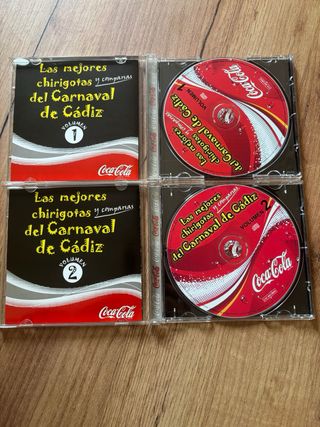 Las mejores
chirigotas y comparsas
del Carnaval
de Cádiz
VOLUMEN
1
Coca-Cola
Las mejores
chirigotas y comparsas
del Carnaval de Cádiz
VOLUMEN 1
Coca-Cola
Las mejores
chirigotas y comparsas
del Carnaval
de Cádiz
VOLUMEN
2
Coca-Cola
Las mejores
chirigotas y comparsas
del Carnaval de Cádiz
VOLUMEN 2
Coca-Cola